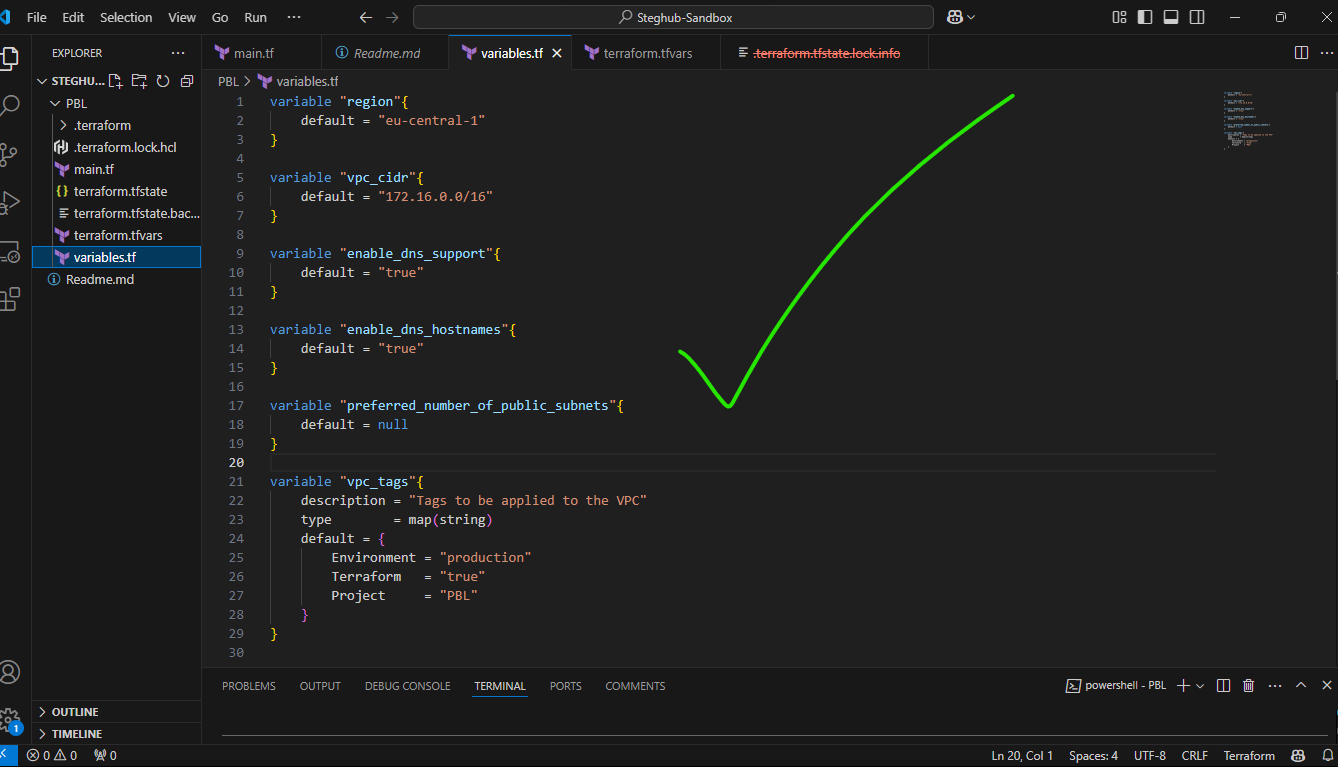 File Edit Selection View Go Run ··· Steghub-Sandbox
EXPLORER ···
main.tf Readme.md variables.tf terraform.tfvars .terraform.tfstate.lock.info ···
STEGHU...
PBL > variables.tf
PBL
.terraform
.terraform.lock.hcl
main.tf
{} terraform.tfstate
terraform.tfstate.bac...
terraform.tfvars
variables.tf
Readme.md
1 variable "region"{
2     default = "eu-central-1"
3 }
4
5 variable "vpc_cidr"{
6     default = "172.16.0.0/16"
7 }
8
9 variable "enable_dns_support"{
10     default = "true"
11 }
12
13 variable "enable_dns_hostnames"{
14     default = "true"
15 }
16
17 variable "preferred_number_of_public_subnets"{
18     default = null
19 }
20
21 variable "vpc_tags"{
22     description = "Tags to be applied to the VPC"
23     type        = map(string)
24     default = {
25         Environment = "production"
26         Terraform   = "true"
27         Project     = "PBL"
28     }
29 }
30
PROBLEMS OUTPUT DEBUG CONSOLE TERMINAL PORTS COMMENTS powershell - PBL ···
OUTLINE
1
TIMELINE
0 0 0 Ln 20, Col 1 Spaces: 4 UTF-8 CRLF Terraform